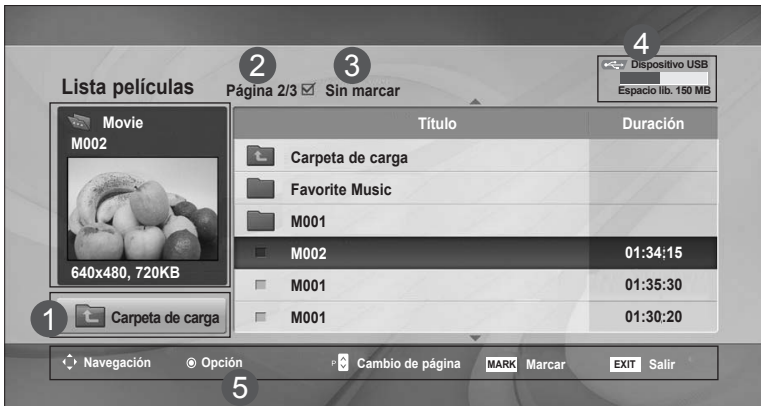 4
Dispositivo USB
Espacio lib. 150 MB
2 3
Lista películas Página 2/3 Sin marcar
Movie
M002
640x480, 720KB
1 Carpeta de carga
Título Duración
Carpeta de carga
Favorite Music
M001
M002 01:34:15
M001 01:35:30
M001 01:30:20
Navegación Opción P Cambio de página MARK Marcar EXIT Salir
5